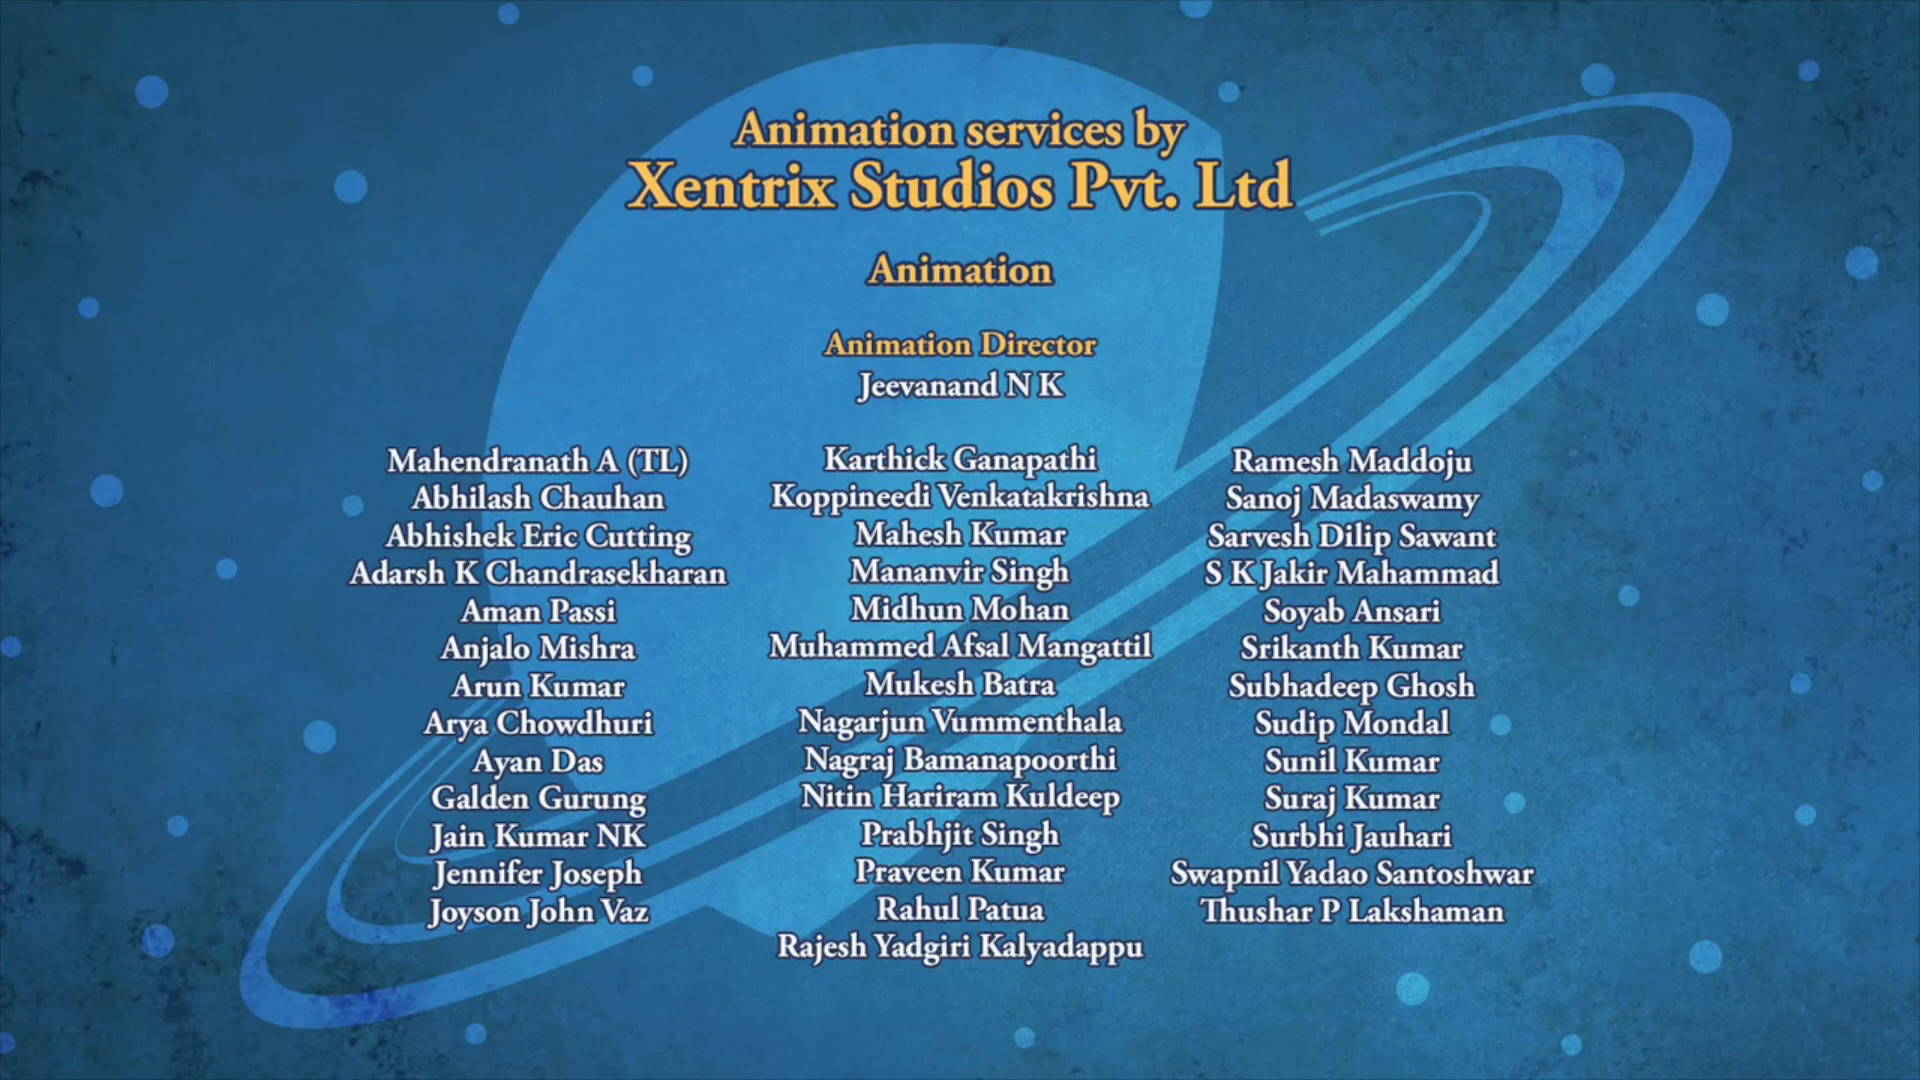 Animation services by
Xentrix Studios Pvt. Ltd
Animation
Animation Director
Jeevanand N K
Mahendranath A (TL)
Abhilash Chauhan
Abhishek Eric Cutting
Adarsh K Chandrasekharan
Aman Passi
Anjalo Mishra
Arun Kumar
Arya Chowdhuri
Ayan Das
Galden Gurung
Jain Kumar NK
Jennifer Joseph
Joyson John Vaz
Karthick Ganapathi
Koppineedi Venkatakrishna
Mahesh Kumar
Mananvir Singh
Midhun Mohan
Muhammed Afsal Mangattil
Mukesh Batra
Nagarjun Vummenthala
Nagraj Bamanapoorthi
Nitin Hariram Kuldeep
Prabhjit Singh
Praveen Kumar
Rahul Patua
Rajesh Yadgiri Kalyadappu
Ramesh Maddoju
Sanoj Madaswamy
Sarvesh Dilip Sawant
S K Jakir Mahammad
Soyab Ansari
Srikanth Kumar
Subhadeep Ghosh
Sudip Mondal
Sunil Kumar
Suraj Kumar
Surbhi Jauhari
Swapnil Yadao Santoshwar
Thushar P Lakshaman